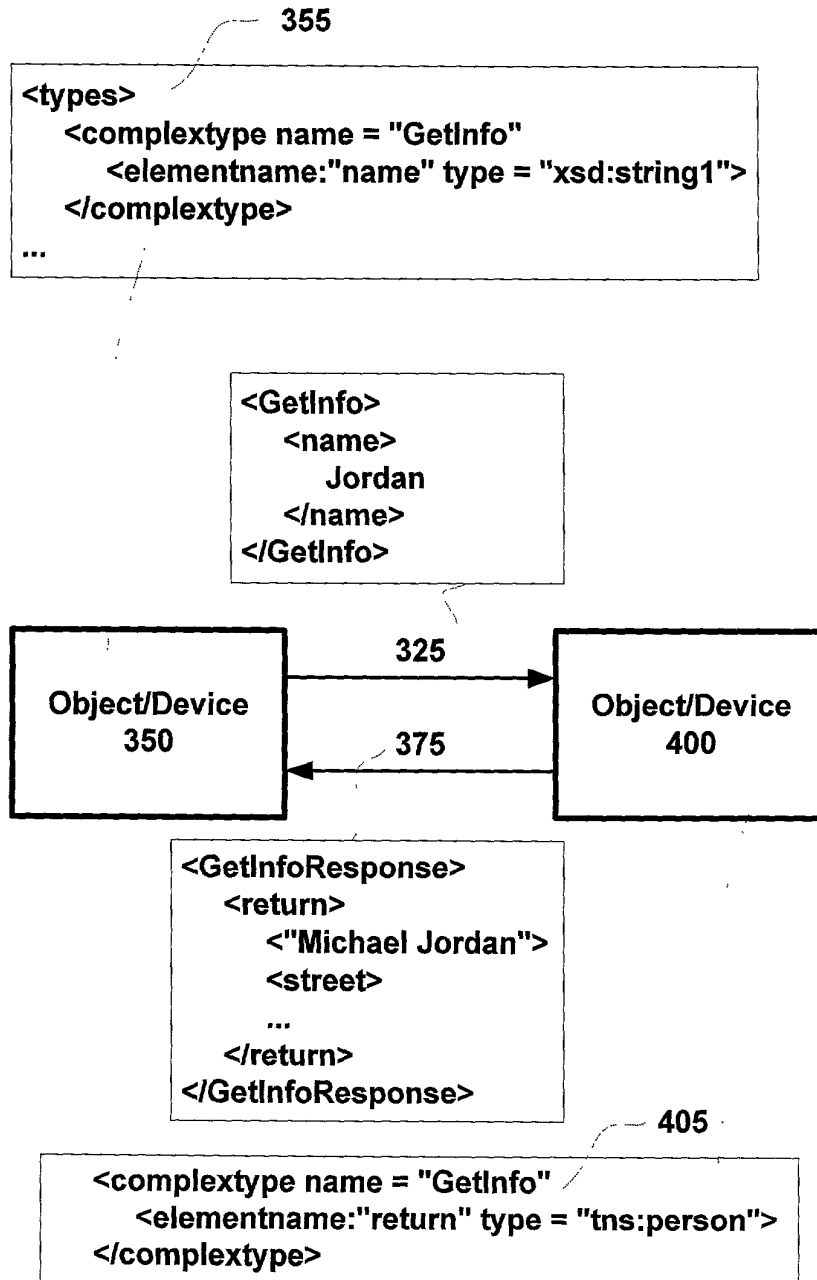 355
<types>
<complextype name = "GetInfo"
<elementname:"name" type = "xsd:string1">
</complextype>
...
<GetInfo>
<name>
Jordan
</name>
</GetInfo>
325
Object/Device
350
Object/Device
400
375
<GetInfoResponse>
<return>
<"Michael Jordan">
<street>
...
</return>
</GetInfoResponse>
405
<complextype name = "GetInfo"
<elementname:"return" type = "tns:person">
</complextype>